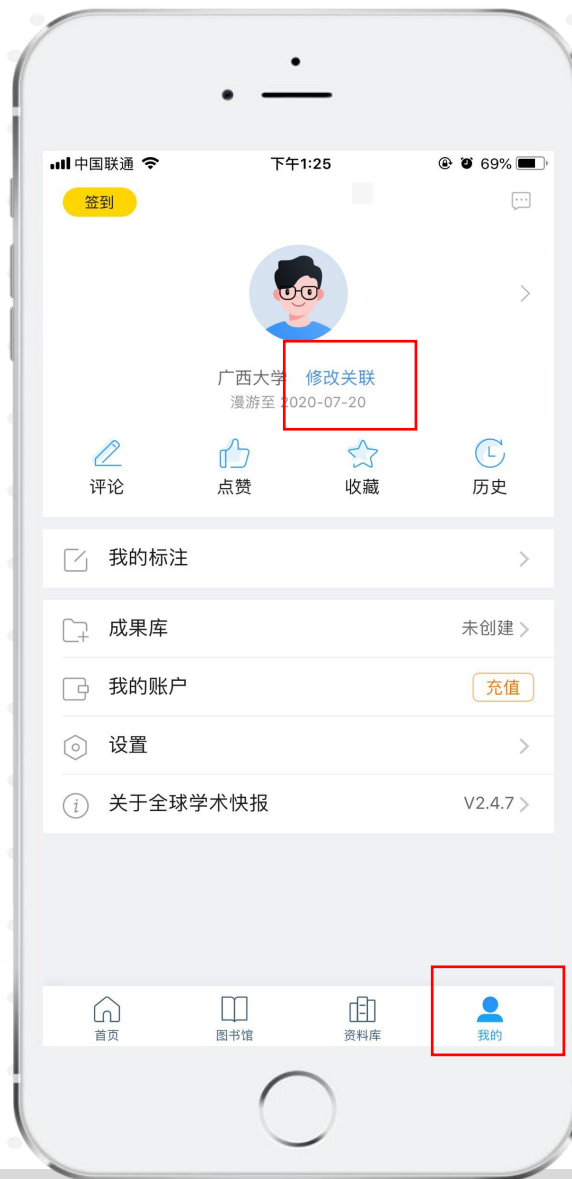 中国联通 下午1:25 69%
签到
广西大学 修改关联
漫游至 2020-07-20
评论 点赞 收藏 历史
我的标注
成果库 未创建
我的账户 充值
设置
关于全球学术快报 V2.4.7
首页 图书馆 资料库 我的